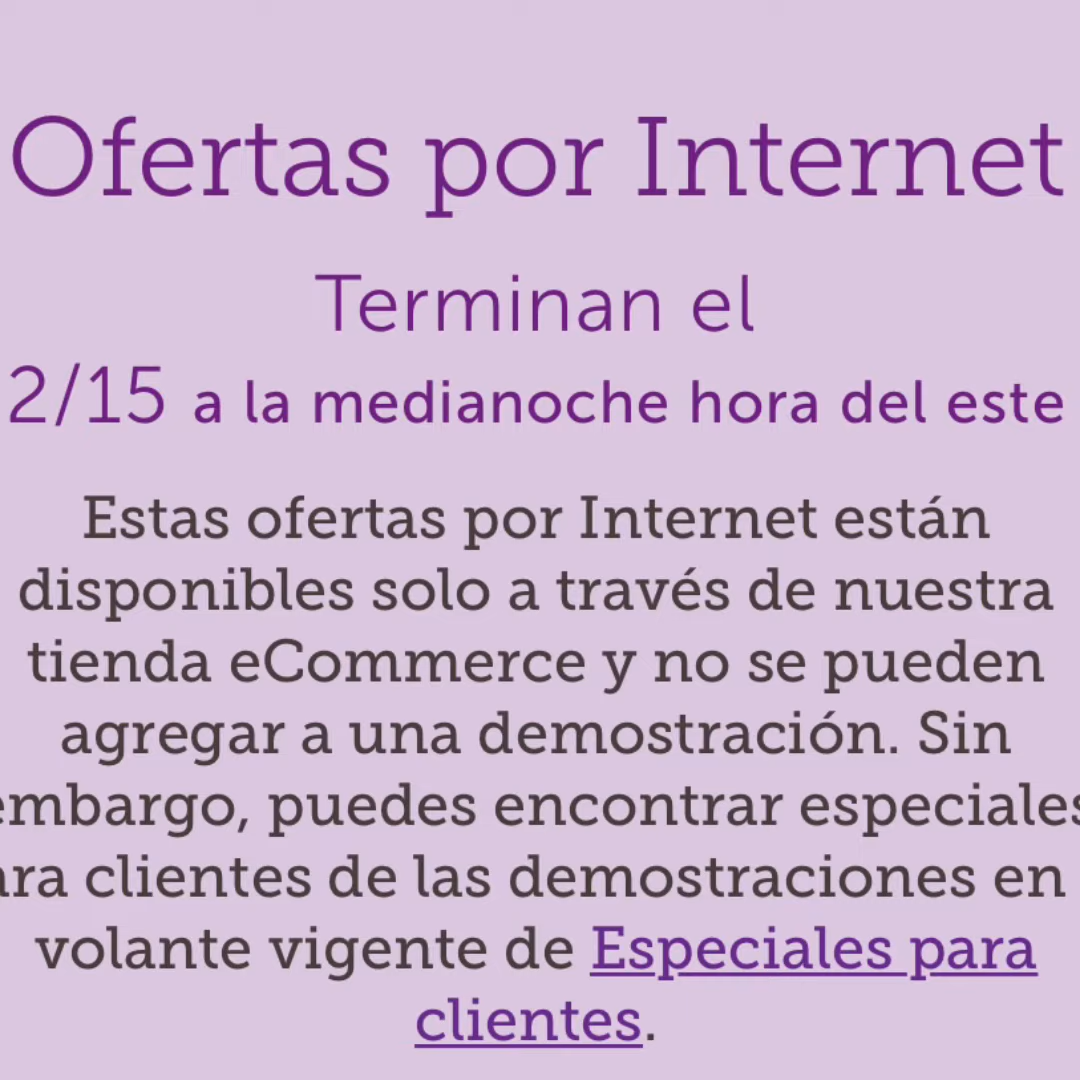 Ofertas por Internet
Terminan el
2/15 a la medianoche hora del este
Estas ofertas por Internet están
disponibles solo a través de nuestra
tienda eCommerce y no se pueden
agregar a una demostración. Sin
embargo, puedes encontrar especiales
ra clientes de las demostraciones en
volante vigente de Especiales para
clientes.